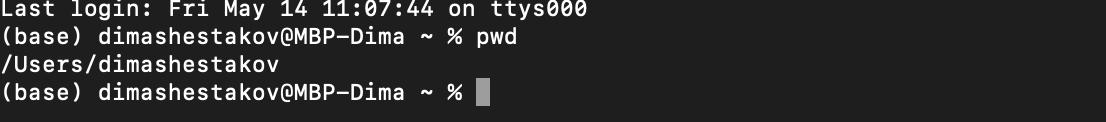 Last login: Fri May 14 11:07:44 on ttys000
(base) dimashestakov@MBP-Dima ~ % pwd
/Users/dimashestakov
(base) dimashestakov@MBP-Dima ~ %